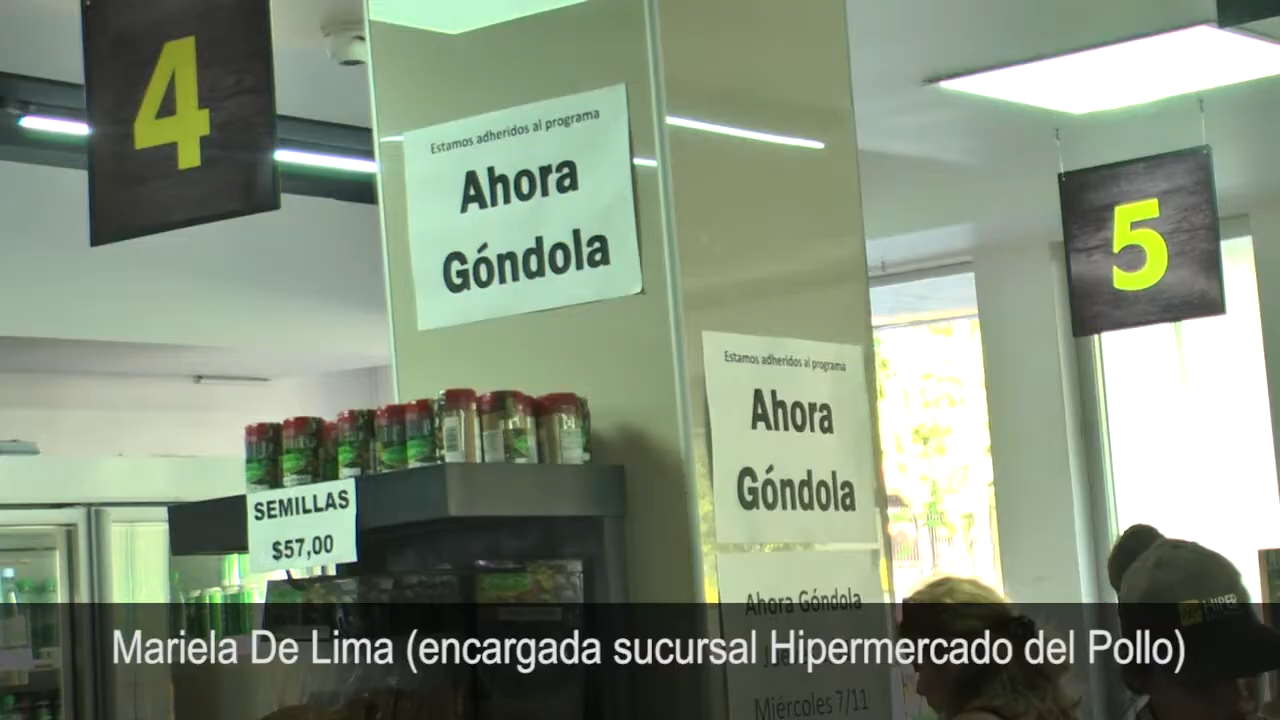 4
Estamos adheridos al programa
Ahora
Góndola
5
Estamos adheridos al programa
Ahora
Góndola
SEMILLAS
$57,00
Ahora Góndola
Miércoles 7/11
HIPER
Mariela De Lima (encargada sucursal Hipermercado del Pollo)